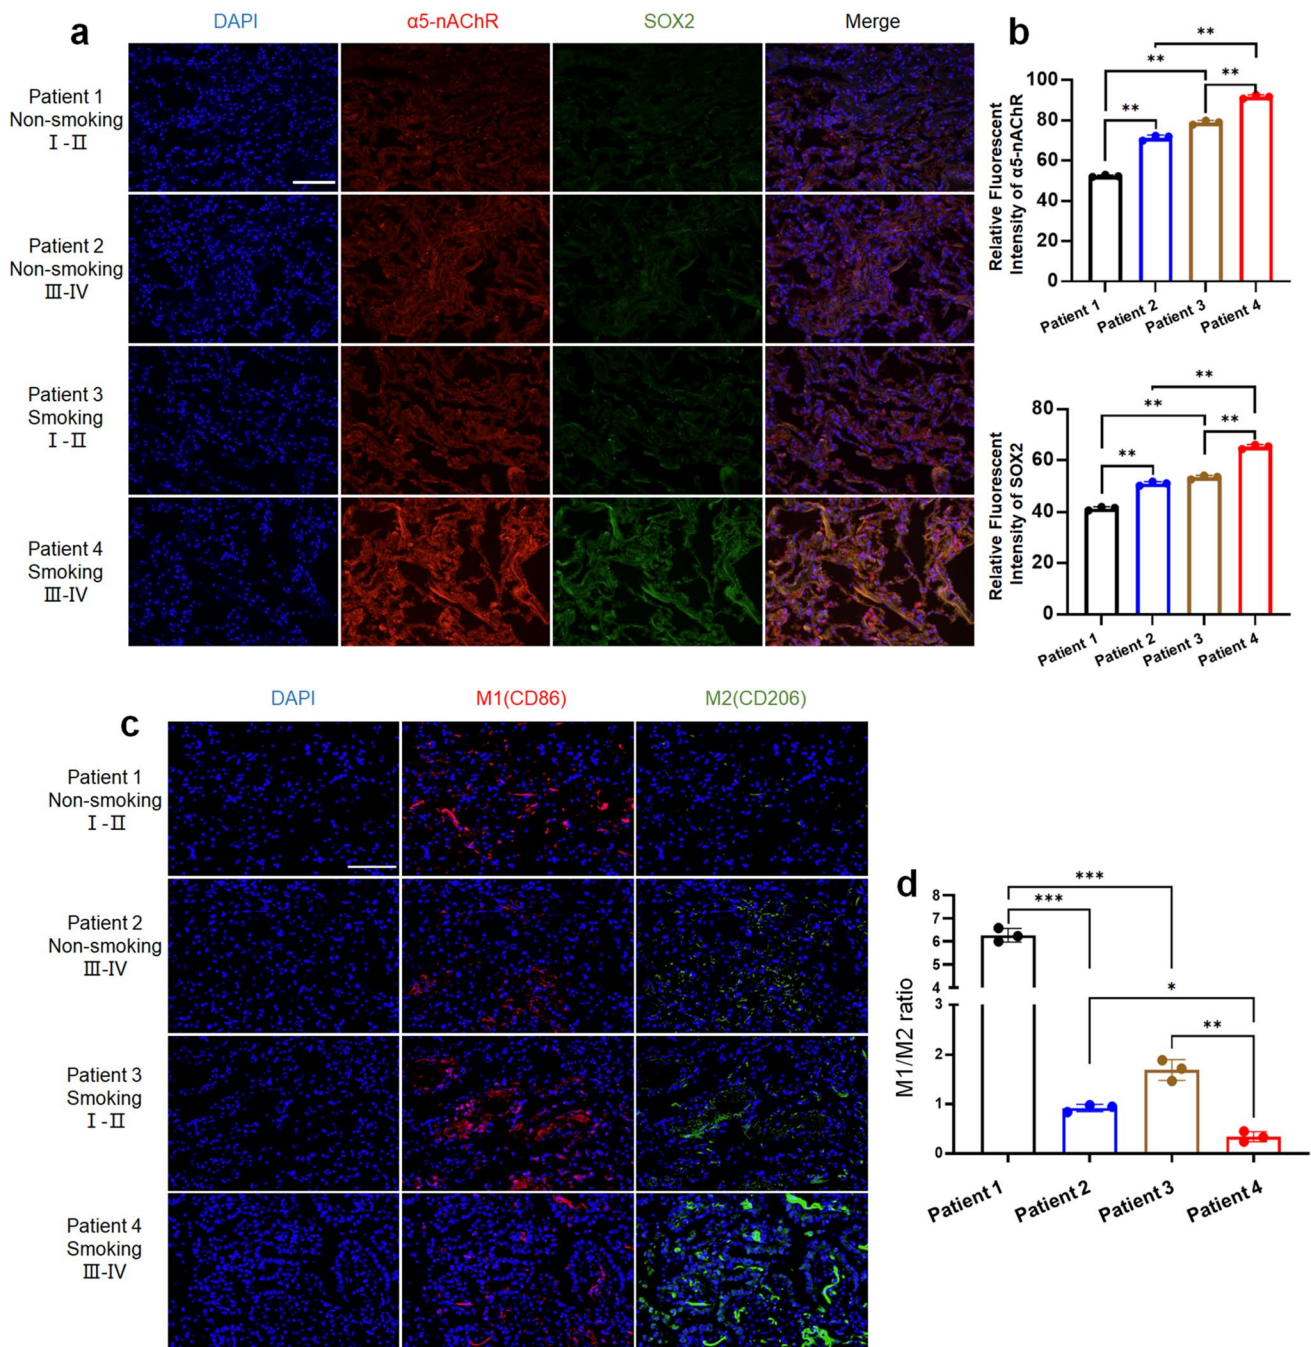 a
DAPI
α5-nAChR
SOX2
Merge
Patient 1
Non-smoking
Ⅰ-Ⅱ
Patient 2
Non-smoking
Ⅲ-Ⅳ
Patient 3
Smoking
Ⅰ-Ⅱ
Patient 4
Smoking
Ⅲ-Ⅳ
b
Relative Fluorescent
Intensity of α5-nAChR
100
80
60
40
20
0
**
**
**
**
Patient 1
Patient 2
Patient 3
Patient 4
Relative Fluorescent
Intensity of SOX2
80
60
40
20
0
**
**
**
**
Patient 1
Patient 2
Patient 3
Patient 4
c
DAPI
M1(CD86)
M2(CD206)
Patient 1
Non-smoking
Ⅰ-Ⅱ
Patient 2
Non-smoking
Ⅲ-Ⅳ
Patient 3
Smoking
Ⅰ-Ⅱ
Patient 4
Smoking
Ⅲ-Ⅳ
d
M1/M2 ratio
8
7
6
5
4
3
2
1
0
***
***
*
**
Patient 1
Patient 2
Patient 3
Patient 4